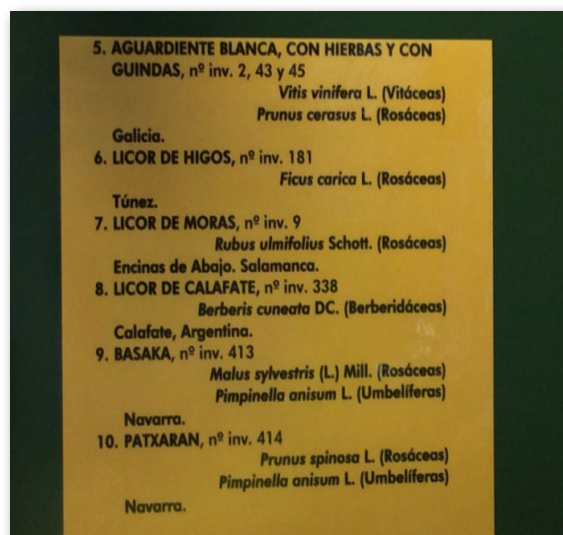 5. AGUARDIENTE BLANCA, CON HIERBAS Y CON
GUINDAS, nº inv. 2, 43 y 45
Vitis vinifera L. (Vitáceas)
Prunus cerasus L. (Rosáceas)
Galicia.
6. LICOR DE HIGOS, nº inv. 181
Ficus carica L. (Rosáceas)
Túnez.
7. LICOR DE MORAS, nº inv. 9
Rubus ulmifolius Schott. (Rosáceas)
Encinas de Abajo. Salamanca.
8. LICOR DE CALAFATE, nº inv. 338
Berberis cuneata DC. (Berberidáceas)
Calafate, Argentina.
9. BASAKA, nº inv. 413
Malus sylvestris (L.) Mill. (Rosáceas)
Pimpinella anisum L. (Umbelíferas)
Navarra.
10. PATXARAN, nº inv. 414
Prunus spinosa L. (Rosáceas)
Pimpinella anisum L. (Umbelíferas)
Navarra.